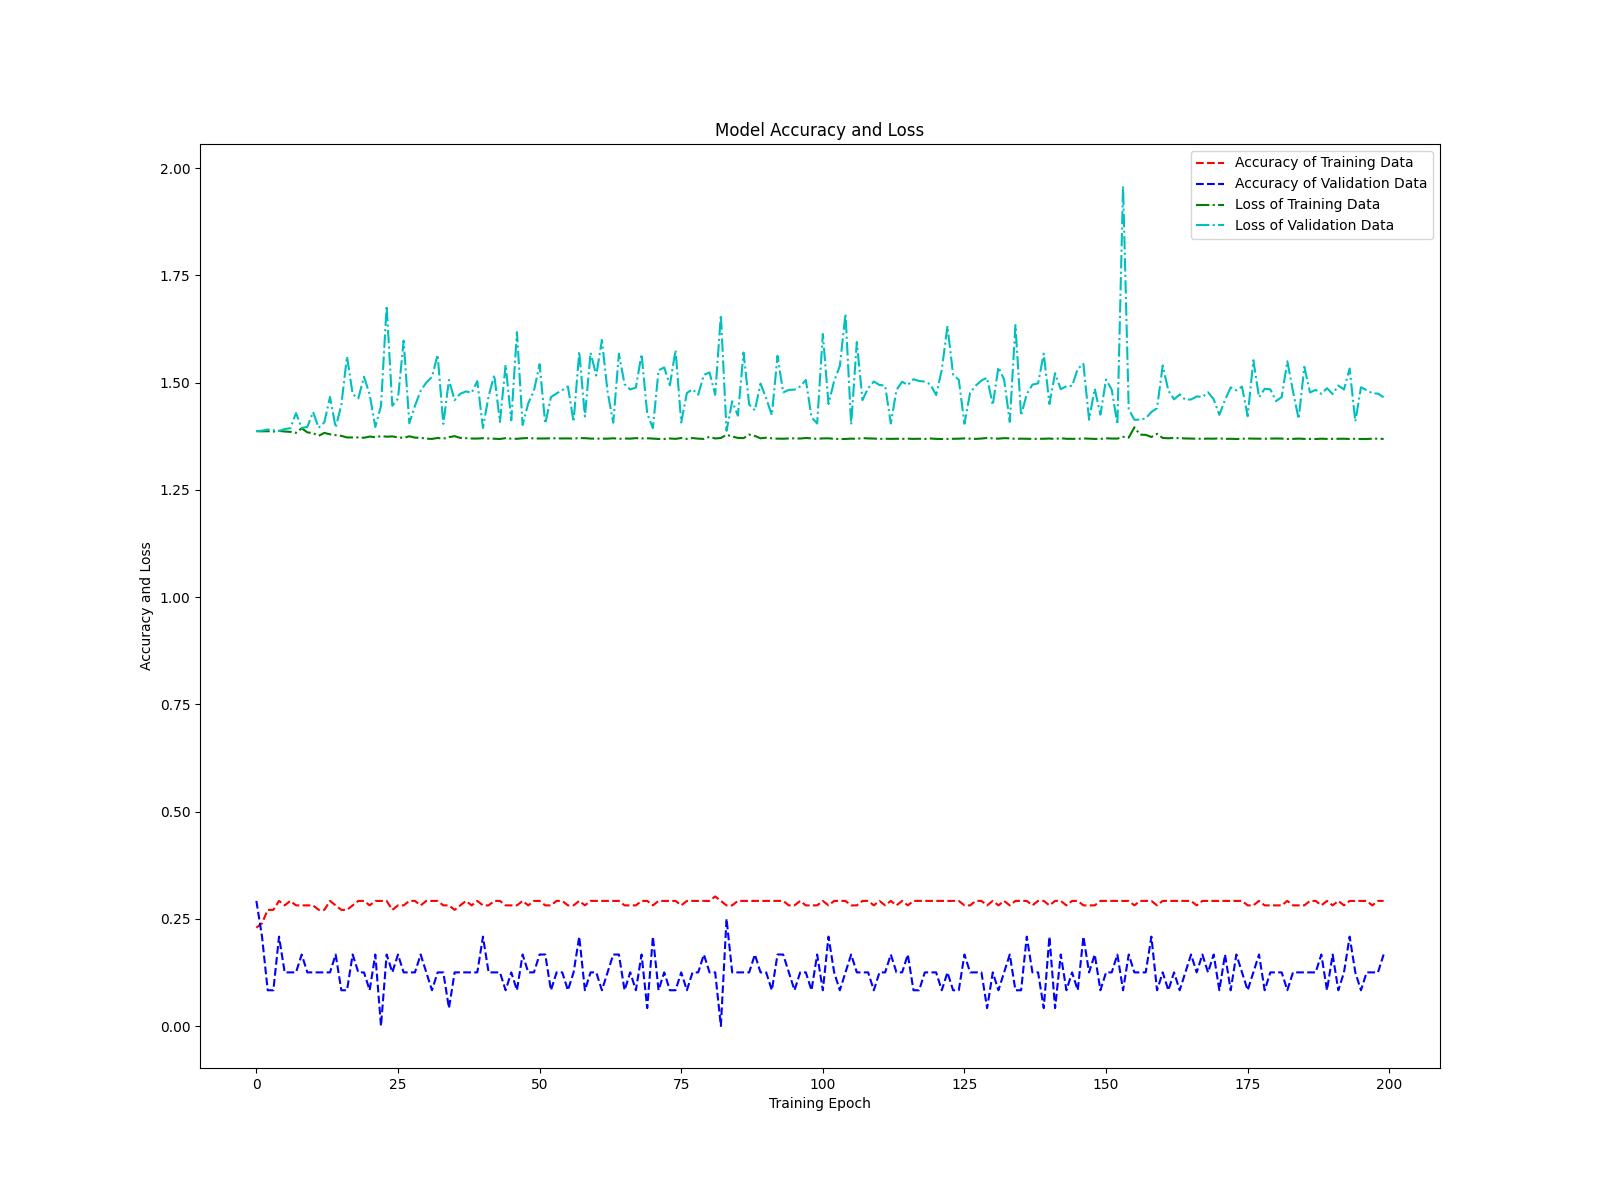 Model Accuracy and Loss
Accuracy of Training Data
Accuracy of Validation Data
Loss of Training Data
Loss of Validation Data
2.00
1.75
1.50
1.25
1.00
0.75
0.50
0.25
0.00
Accuracy and Loss
0 25 50 75 100 125 150 175 200
Training Epoch